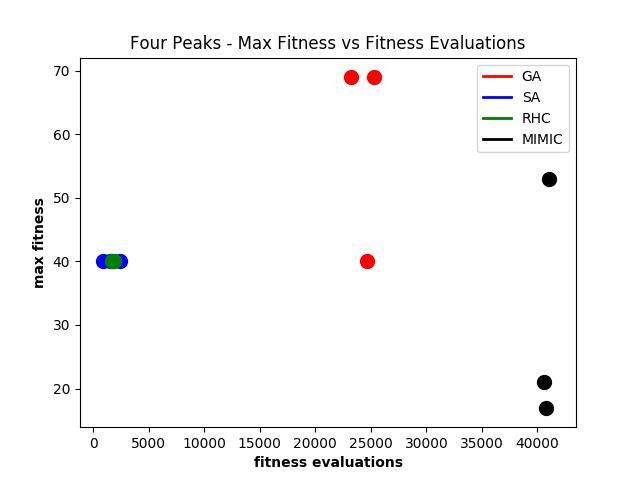 Four Peaks - Max Fitness vs Fitness Evaluations
70
60
50
40
30
20
max fitness
GA
SA
RHC
MIMIC
0 5000 10000 15000 20000 25000 30000 35000 40000
fitness evaluations